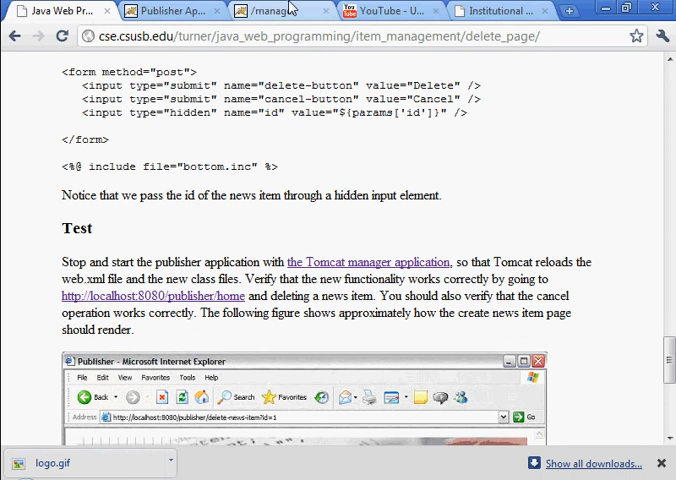 Java Web Pro...
Publisher Ap...
/manag
YouTube - U...
Institutional ...
cse.csusb.edu/turner/java_web_programming/item_management/delete_page/
<form method="post">
<input type="submit" name="delete-button" value="Delete" />
<input type="submit" name="cancel-button" value="Cancel" />
<input type="hidden" name="id" value="${params['id']}" />
</form>
<%@ include file="bottom.inc" %>
Notice that we pass the id of the news item through a hidden input element.
Test
Stop and start the publisher application with the Tomcat manager application, so that Tomcat reloads the
web.xml file and the new class files. Verify that the new functionality works correctly by going to
http://localhost:8080/publisher/home and deleting a news item. You should also verify that the cancel
operation works correctly. The following figure shows approximately how the create news item page
should render.
Publisher - Microsoft Internet Explorer
File Edit View Favorites Tools Help
Back Search Favorites
Address http://localhost:8080/publisher/delete-news-item?id=1 Go
logo.gif
Show all downloads...